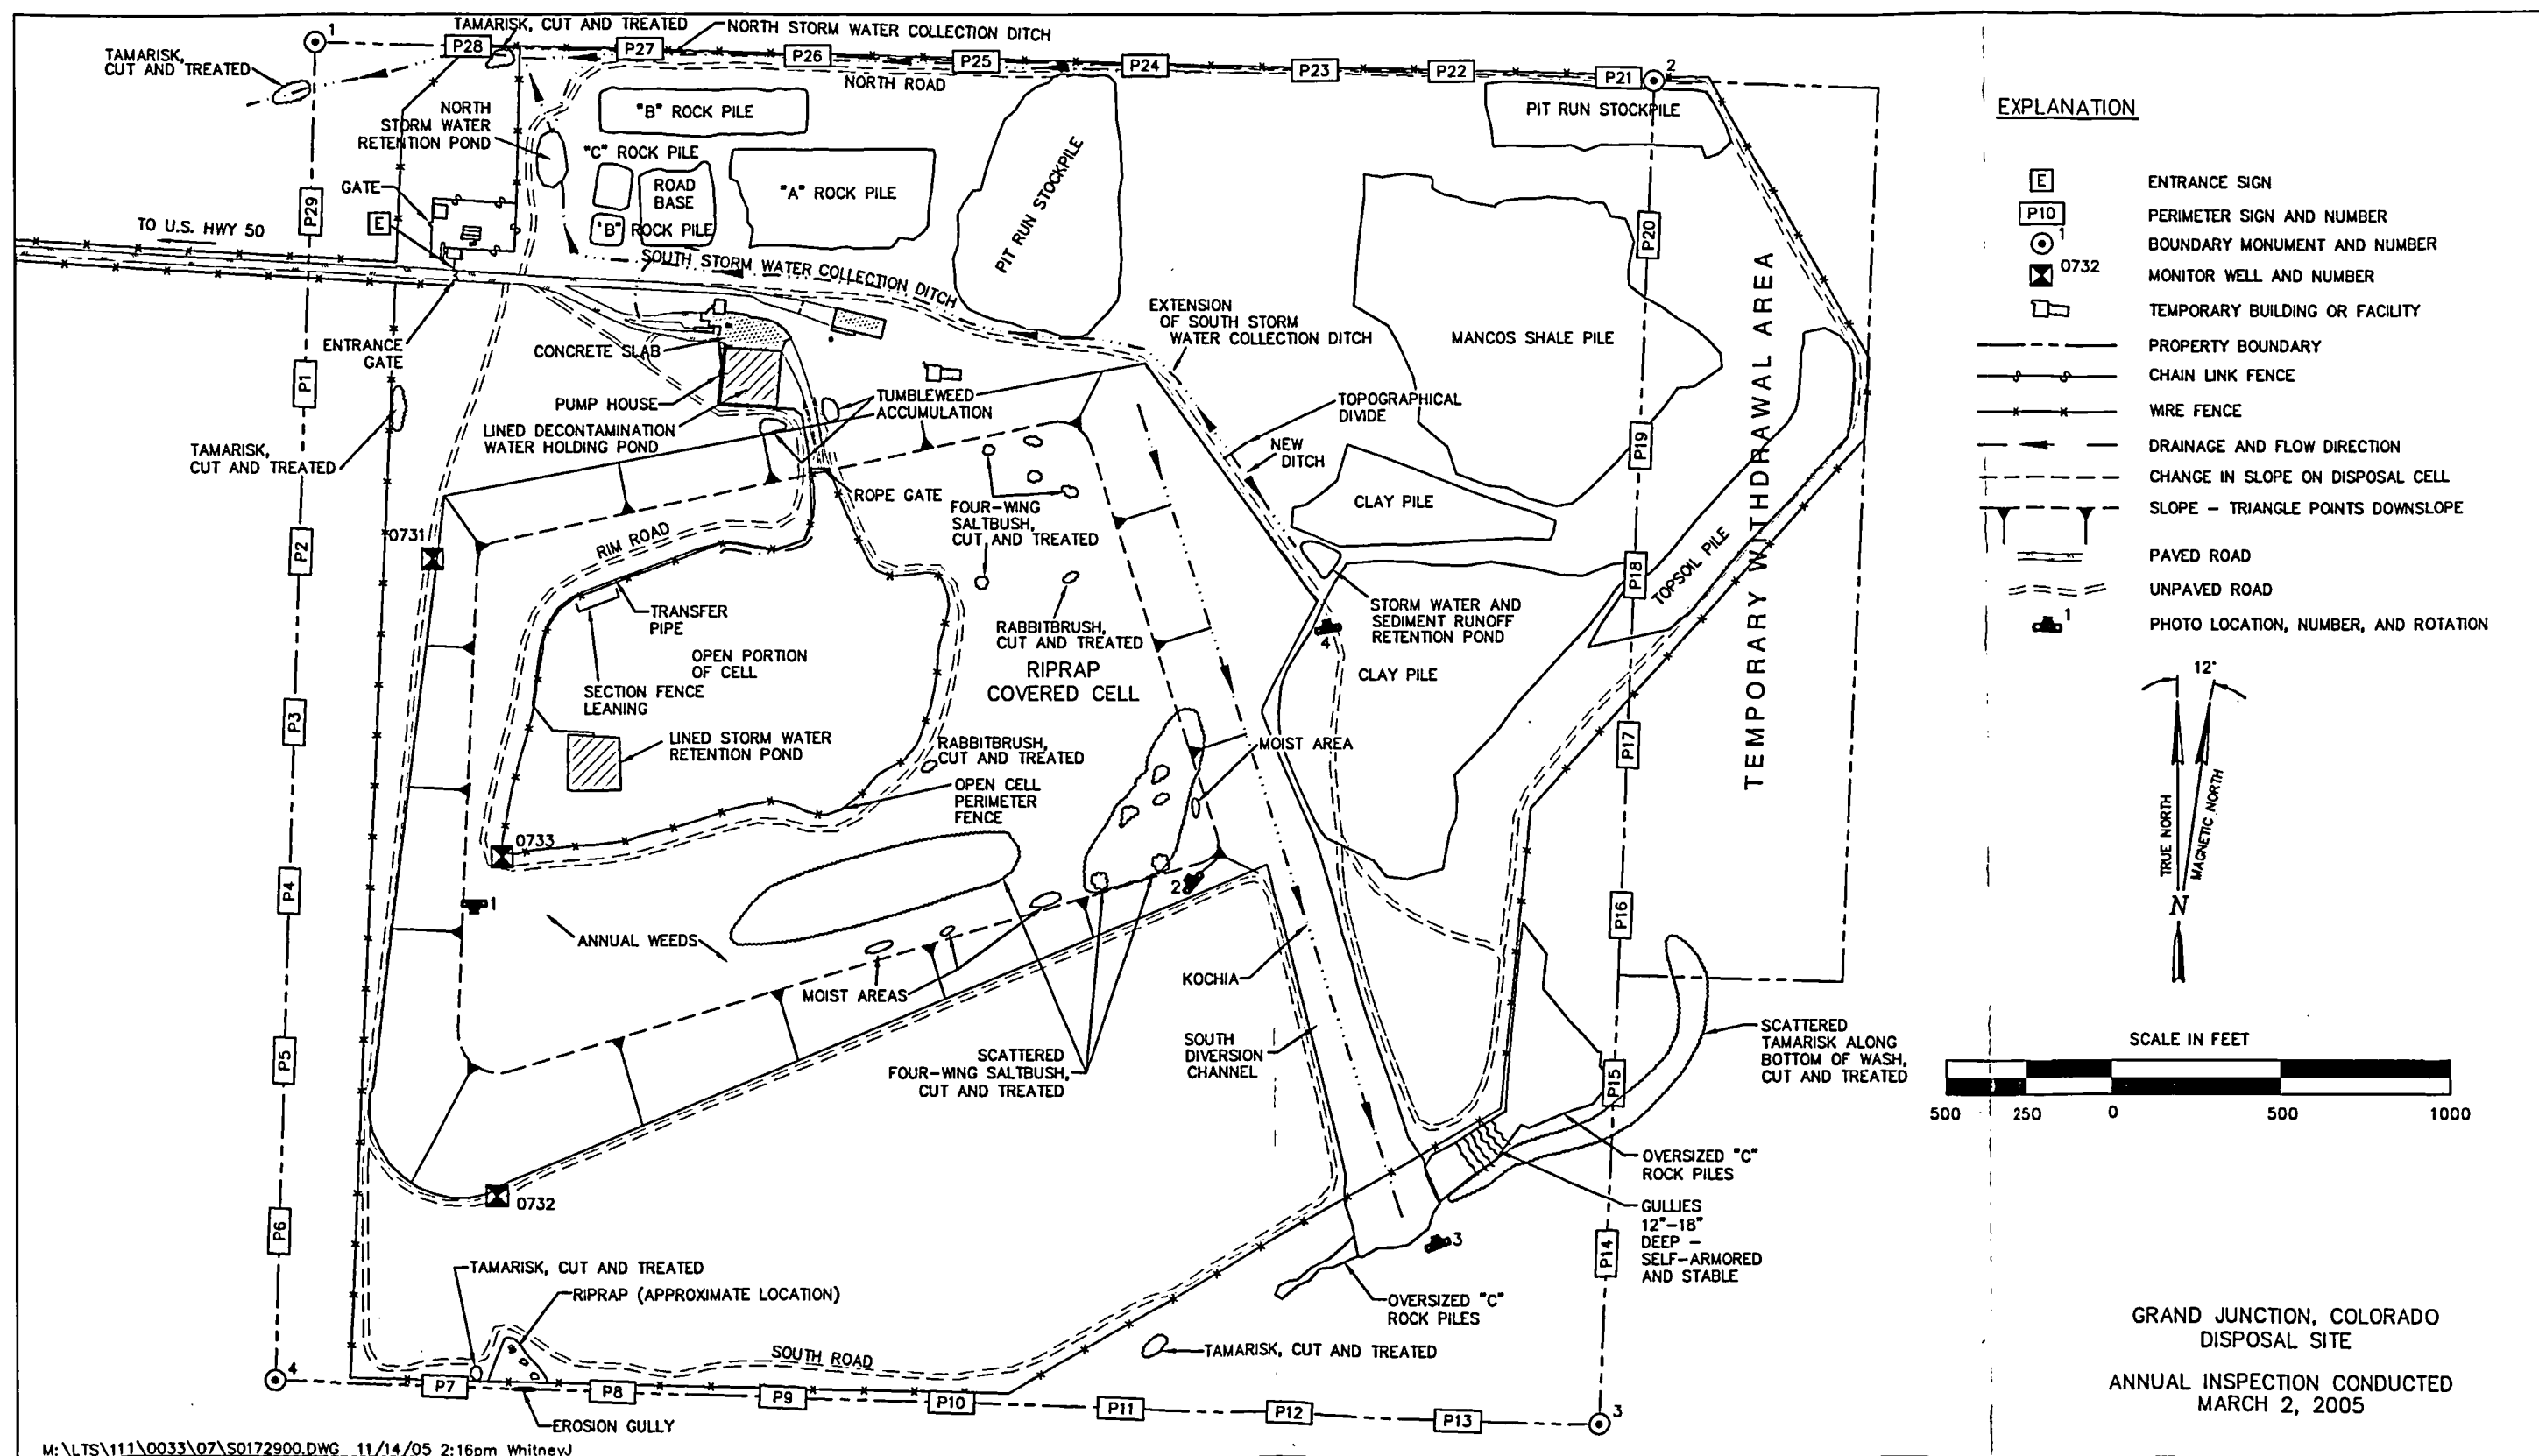 TAMARISK, CUT AND TREATED
1
P28
P27
NORTH STORM WATER COLLECTION DITCH
P26
P25
P24
P23
P22
P21
2
TAMARISK,
CUT AND TREATED
NORTH ROAD
NORTH
STORM WATER
RETENTION POND
"B" ROCK PILE
PIT RUN STOCKPILE
"C" ROCK PILE
GATE
ROAD
BASE
"A" ROCK PILE
PIT RUN STOCKPILE
P29
E
TO U.S. HWY 50
"B" ROCK PILE
P20
SOUTH STORM WATER COLLECTION DITCH
EXTENSION
OF SOUTH STORM
WATER COLLECTION DITCH
MANCOS SHALE PILE
TEMPORARY WITHDRAWAL AREA
ENTRANCE
GATE
CONCRETE SLAB
P1
PUMP HOUSE
TUMBLEWEED
ACCUMULATION
TOPOGRAPHICAL
DIVIDE
LINED DECONTAMINATION
WATER HOLDING POND
P19
NEW
DITCH
TAMARISK,
CUT AND TREATED
ROPE GATE
CLAY PILE
FOUR-WING
SALTBUSH,
CUT AND TREATED
P2
0731
RIM ROAD
P18
TOPSOIL PILE
TRANSFER
PIPE
STORM WATER AND
SEDIMENT RUNOFF
RETENTION POND
RABBITBRUSH,
CUT AND TREATED
4
OPEN PORTION
OF CELL
RIPRAP
COVERED CELL
CLAY PILE
SECTION FENCE
LEANING
P3
LINED STORM WATER
RETENTION POND
RABBITBRUSH,
CUT AND TREATED
MOIST AREA
P17
OPEN CELL
PERIMETER
FENCE
0733
P4
2
1
P16
ANNUAL WEEDS
KOCHIA
MOIST AREAS
P5
SCATTERED
FOUR-WING SALTBUSH,
CUT AND TREATED
SOUTH
DIVERSION
CHANNEL
SCATTERED
TAMARISK ALONG
BOTTOM OF WASH,
CUT AND TREATED
P15
OVERSIZED "C"
ROCK PILES
0732
P6
GULLIES
12"-18"
DEEP -
SELF-ARMORED
AND STABLE
3
P14
TAMARISK, CUT AND TREATED
RIPRAP (APPROXIMATE LOCATION)
OVERSIZED "C"
ROCK PILES
SOUTH ROAD
TAMARISK, CUT AND TREATED
4
P7
P8
P9
P10
P11
P12
P13
3
EROSION GULLY
M:\LTS\111\0033\07\S0172900.DWG 11/14/05 2:16pm WhitneyJ
EXPLANATION
E ENTRANCE SIGN
P10 PERIMETER SIGN AND NUMBER
1 BOUNDARY MONUMENT AND NUMBER
0732 MONITOR WELL AND NUMBER
TEMPORARY BUILDING OR FACILITY
PROPERTY BOUNDARY
CHAIN LINK FENCE
WIRE FENCE
DRAINAGE AND FLOW DIRECTION
CHANGE IN SLOPE ON DISPOSAL CELL
SLOPE - TRIANGLE POINTS DOWNSLOPE
PAVED ROAD
UNPAVED ROAD
1 PHOTO LOCATION, NUMBER, AND ROTATION
12°
TRUE NORTH
MAGNETIC NORTH
N
SCALE IN FEET
500 250 0 500 1000
GRAND JUNCTION, COLORADO
DISPOSAL SITE
ANNUAL INSPECTION CONDUCTED
MARCH 2, 2005